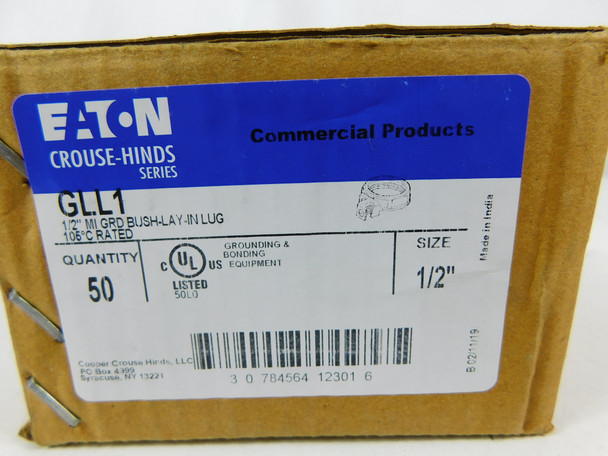 EATON
CROUSE-HINDS
SERIES
Commercial Products
GLL1
1/2" MI GRD BUSH-LAY-IN LUG
105°C RATED
Made in India
QUANTITY
50
C UL US
LISTED
50L0
GROUNDING &
BONDING
EQUIPMENT
SIZE
1/2"
Cooper Crouse Hinds, LLC
PC Box 4999
Syracuse, NY 13221
3 0 784564 12301 6
B 02/11/19